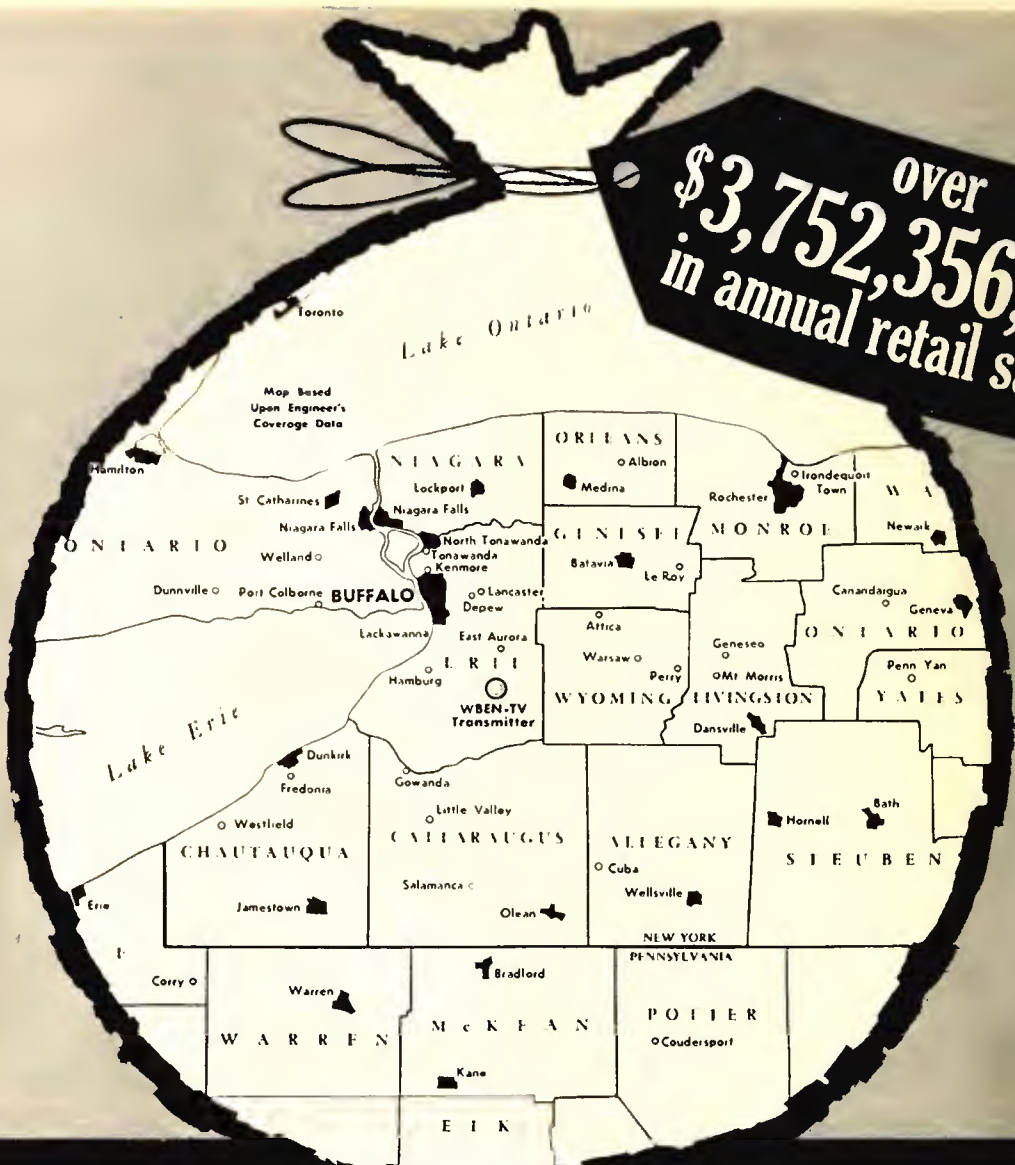 over
$3,752,356,
in annual retail
Toronto
Lake Ontario
Map Based
Upon Engineer's
Coverage Data
Hamilton
ORLEANS
Albion
Medina
NIAGARA
Lockport
St Catharines
Niagara Falls
Niagara Falls
Irondequoit
Town
Rochester
MONROE
WA
Newark
ONTARIO
Welland
North Tonawanda
Tonawanda
Kenmore
GENESEE
Batavia
Le Roy
Dunnville
Port Colborne
BUFFALO
Lancaster
Depew
Canandaigua
Geneva
ONTARIO
Lackawanna
East Aurora
ERIE
Hamburg
WBEN-TV
Transmitter
Attica
Warsaw
Perry
WYOMING
Geneseo
Mt Morris
LIVINGSTON
Dansville
Penn Yan
YATES
Lake Erie
Dunkirk
Fredonia
Westfield
CHAUTAUQUA
Jamestown
Gowanda
Little Valley
CATTARAUGUS
Salamanca
Olean
ALLEGANY
Cuba
Wellsville
Hornell
Bath
STEUBEN
Erie
E
Corry
NEW YORK
PENNSYLVANIA
Warren
WARREN
Bradford
McKEAN
Kane
POTTER
Coudersport
ELK